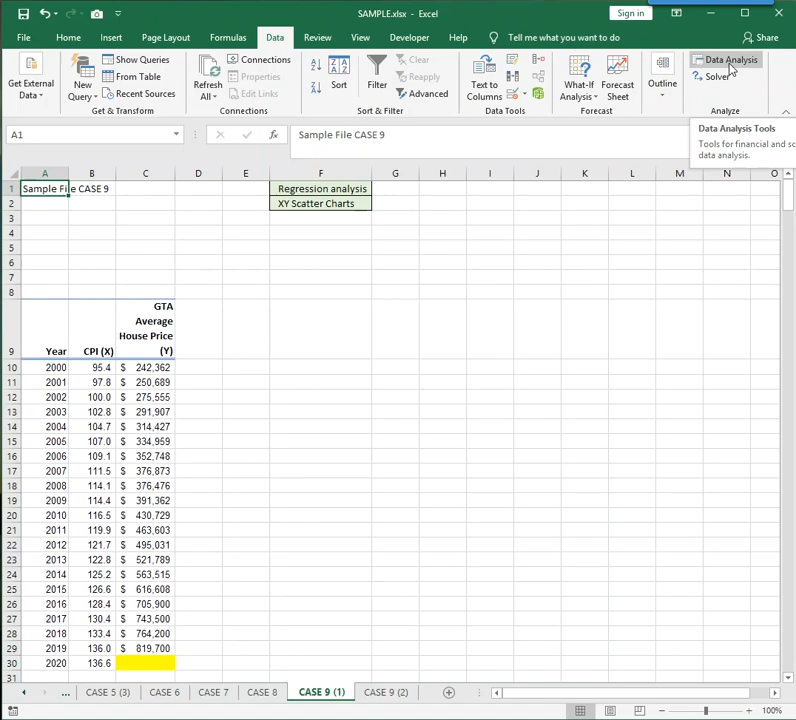 SAMPLE.xlsx - Excel
Sign in
File Home Insert Page Layout Formulas Data Review View Developer Help Tell me what you want to do Share
Get External Data
New Query
Show Queries
From Table
Recent Sources
Get & Transform
Refresh All
Connections
Properties
Edit Links
Connections
Sort
Filter
Clear
Reapply
Advanced
Sort & Filter
Text to Columns
Data Tools
What-If Analysis
Forecast Sheet
Forecast
Outline
Data Analysis
Solver
Analyze
Data Analysis Tools
Tools for financial and sc
data analysis.
A1 fx Sample File CASE 9
A B C D E F G H I J K L M N O
1 Sample File CASE 9 Regression analysis
2 XY Scatter Charts
3
4
5
6
7
8
GTA
Average
House Price
9 Year CPI (X) (Y)
10 2000 95.4 $ 242,362
11 2001 97.8 $ 250,689
12 2002 100.0 $ 275,555
13 2003 102.8 $ 291,907
14 2004 104.7 $ 314,427
15 2005 107.0 $ 334,959
16 2006 109.1 $ 352,748
17 2007 111.5 $ 376,873
18 2008 114.1 $ 376,476
19 2009 114.4 $ 391,362
20 2010 116.5 $ 430,729
21 2011 119.9 $ 463,603
22 2012 121.7 $ 495,031
23 2013 122.8 $ 521,789
24 2014 125.2 $ 563,515
25 2015 126.6 $ 616,608
26 2016 128.4 $ 705,900
27 2017 130.4 $ 743,500
28 2018 133.4 $ 764,200
29 2019 136.0 $ 819,700
30 2020 136.6
31
... CASE 5 (3) CASE 6 CASE 7 CASE 8 CASE 9 (1) CASE 9 (2)
100%